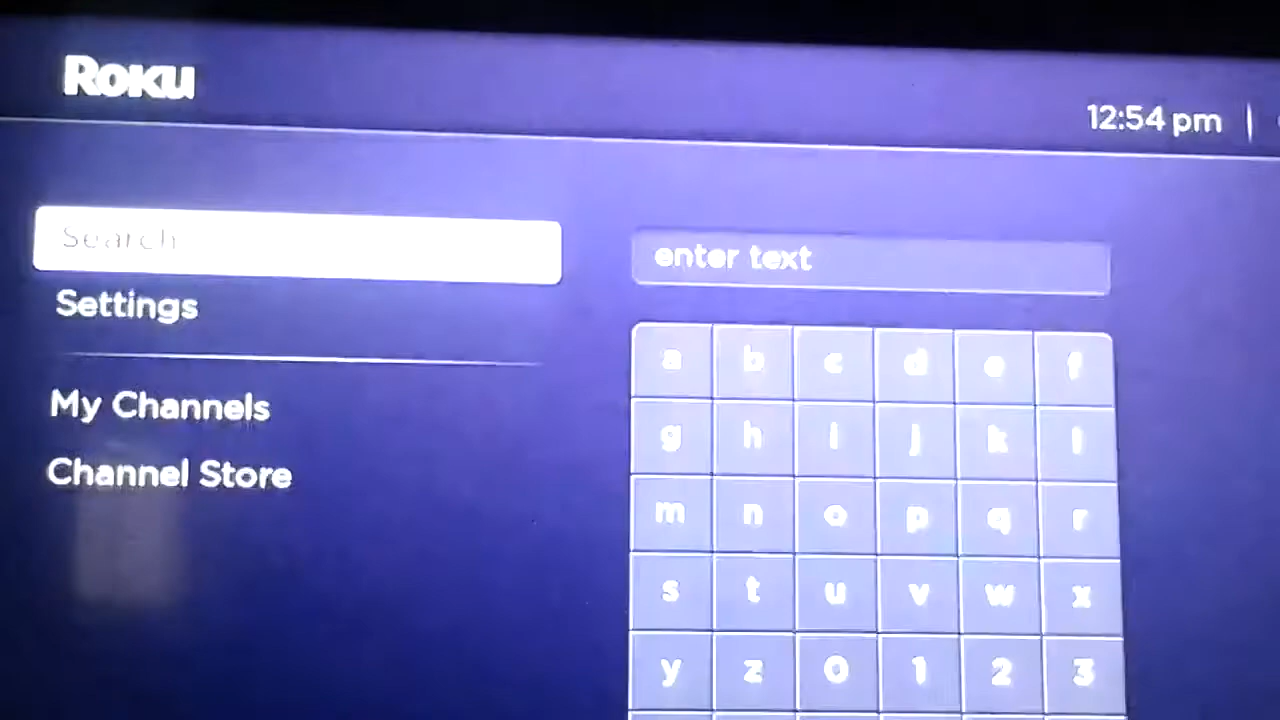 Roku
12:54 pm
Search
Settings
My Channels
Channel Store
enter text
a b c d e f
g h i j k l
m n o p q r
s t u v w x
y z 0 1 2 3